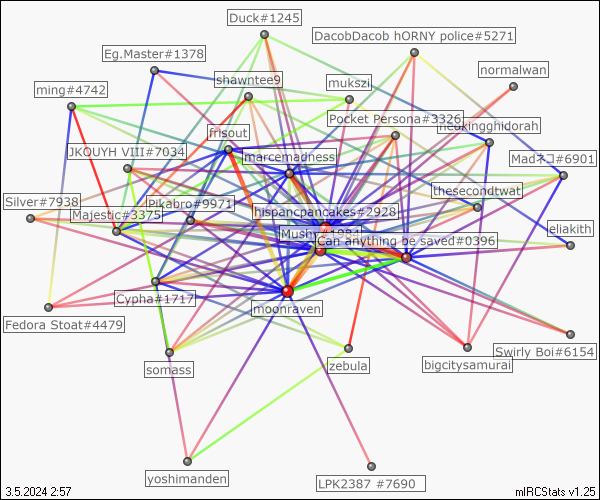 Duck#1245
DacobDacob hORNY police#5271
Eg.Master#1378
normalwan
shawntee9
mukszi
ming#4742
Pocket Persona#3326
neokingghidorah
frisout
JKOUYH VIII#7034
marcemadness
Madネコ#6901
thesecondtwat
Silver#7938
Pikabro#9971
Majestic#3375
hispancpancakes#2928
eliakith
Mushy#1984
Can anything be saved#0396
Cypha#1717
moonraven
Fedora Stoat#4479
Swirly Boi#6154
somass
zebula
bigcitysamurai
yoshimanden
LPK2387 #7690
3.5.2024 2:57
mIRCStats v1.25